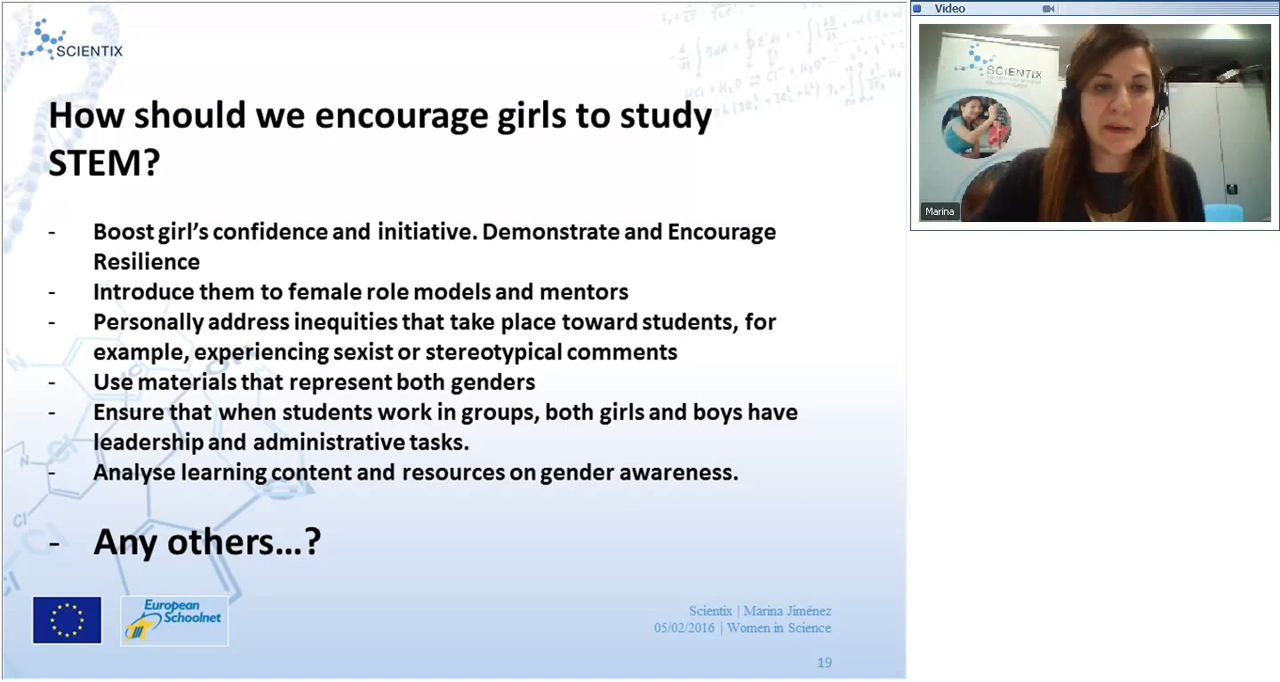 SCIENTIX
How should we encourage girls to study
STEM?
- Boost girl's confidence and initiative. Demonstrate and Encourage
Resilience
- Introduce them to female role models and mentors
- Personally address inequities that take place toward students, for
example, experiencing sexist or stereotypical comments
- Use materials that represent both genders
- Ensure that when students work in groups, both girls and boys have
leadership and administrative tasks.
- Analyse learning content and resources on gender awareness.
- Any others...?
European
Schoolnet
Scientix | Marina Jiménez
05/02/2016 | Women in Science
19
Video
SCIENTIX
Marina